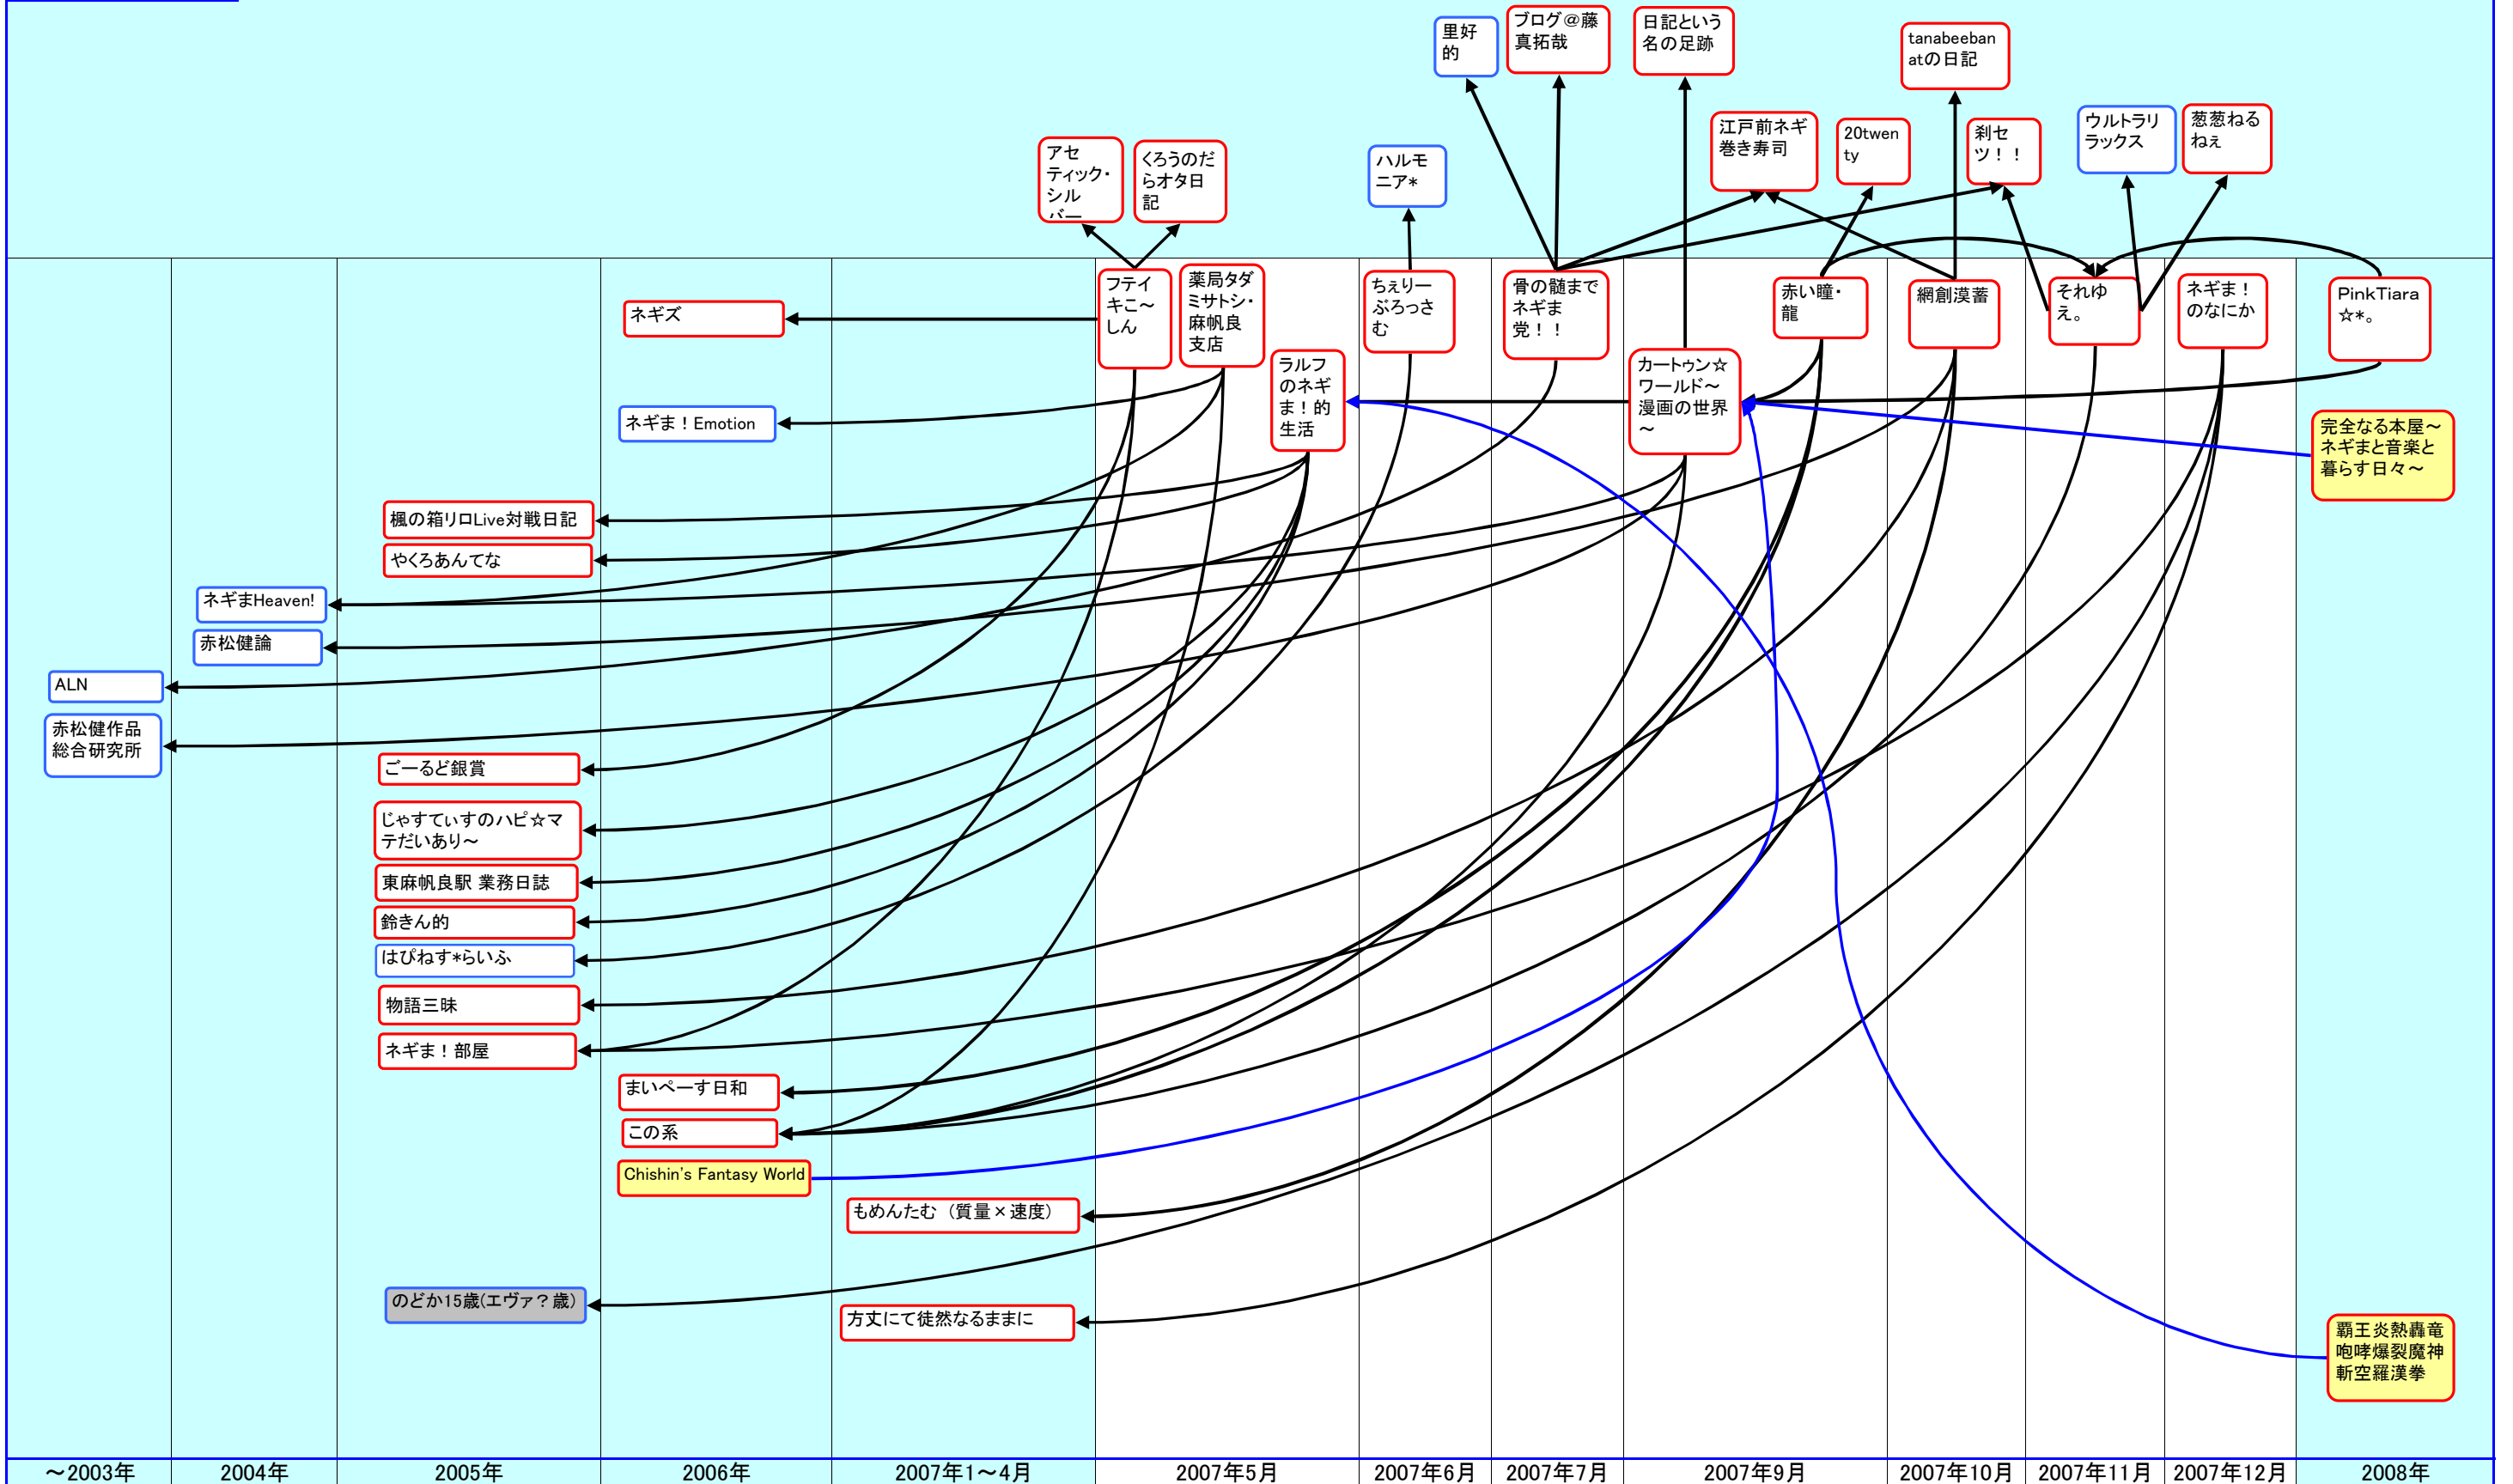 里好
的
ブログ@藤
真拓哉
日記という
名の足跡
tanabeeban
atの日記
アセ
ティック・
シル
バー
くろうのだ
らオタ日
記
ハルモ
ニア*
江戸前ネギ
巻き寿司
20twen
ty
刹セ
ツ！！
ウルトラリ
ラックス
葱葱ねる
ねぇ
フテイ
キこ～
しん
薬局タダ
ミサトシ・
麻帆良
支店
ラルフ
のネギ
ま！的
生活
ちぇりー
ぶろっさ
む
骨の髄まで
ネギま
党！！
カートゥン☆
ワールド～
漫画の世界
～
赤い瞳・
龍
網創漠蓄
それゆ
え。
ネギま！
のなにか
PinkTiara
☆*。
ネギズ
ネギま！Emotion
完全なる本屋～
ネギまと音楽と
暮らす日々～
楓の箱リロLive対戦日記
やくろあんてな
ネギまHeaven!
赤松健論
ALN
赤松健作品
総合研究所
ごーるど銀賞
じゃすてぃすのハピ☆マ
テだいあり～
東麻帆良駅 業務日誌
鈴きん的
はぴねす*らいふ
物語三昧
ネギま！部屋
まいぺーす日和
この系
Chishin's Fantasy World
もめんたむ（質量×速度）
のどか15歳(エヴァ？歳)
方丈にて徒然なるままに
覇王炎熱轟竜
咆哮爆裂魔神
斬空羅漢拳
～2003年
2004年
2005年
2006年
2007年1～4月
2007年5月
2007年6月
2007年7月
2007年9月
2007年10月
2007年11月
2007年12月
2008年